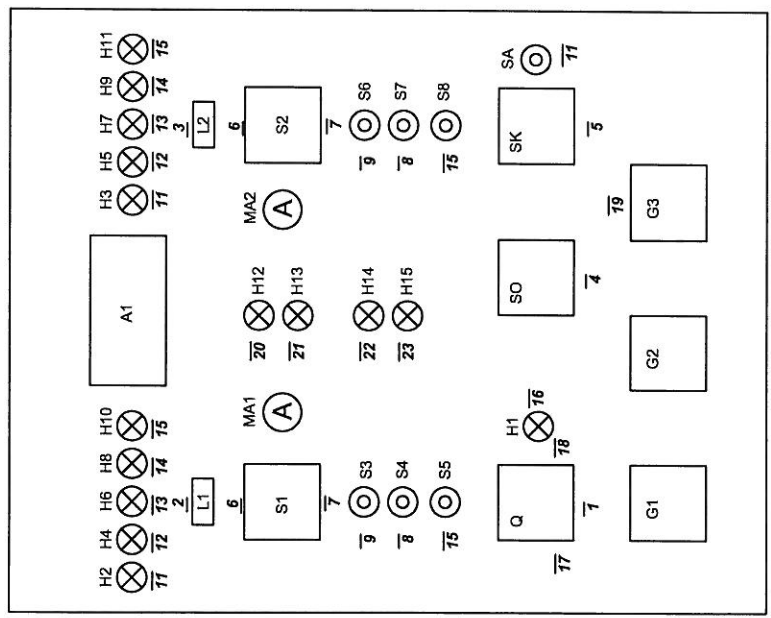 H2 H4 H6 H8 H10 H3 H5 H7 H9 H11
A1
11 12 13 14 15 11 12 13 14 15
2 3
L1 L2
6 6
MA1 MA2
A A
20 H12
S1 S2
21 H13
7 7
9 S3 22 H14 9 S6
8 S4 23 H15 8 S7
15 S5 15 S8
H1 SA
Q SO SK
16
17 18 11
1 4 5
19
G1 G2 G3